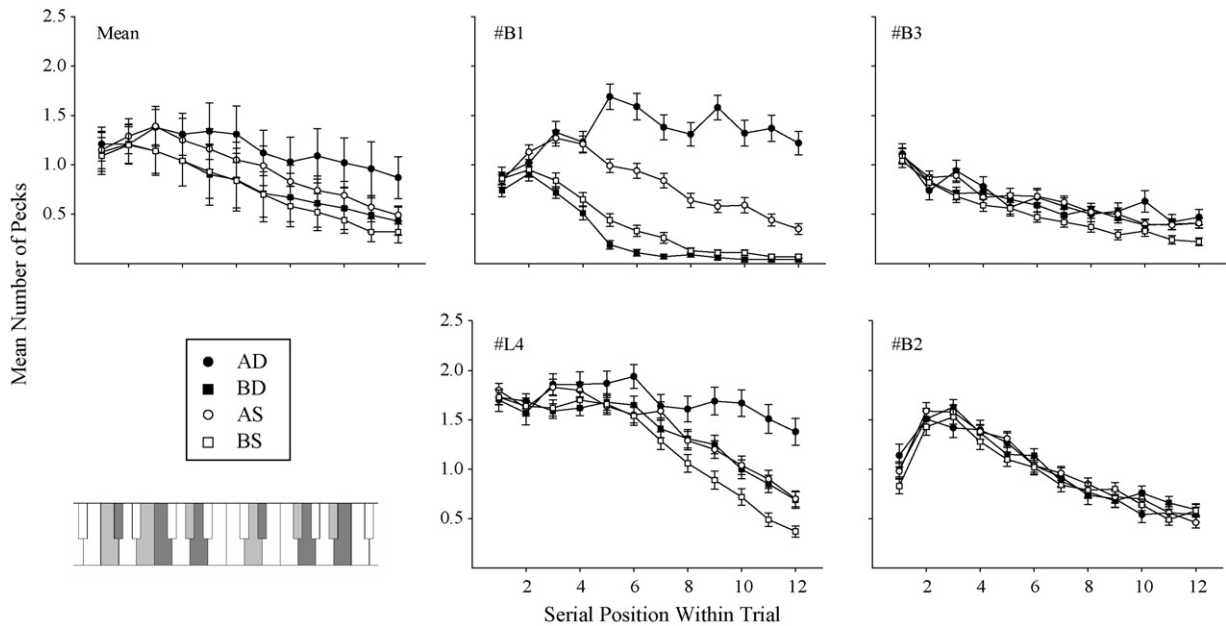 Mean
#B1
#B3
2.5
2.0
1.5
1.0
0.5
Mean Number of Pecks
AD
BD
AS
BS
#L4
#B2
2.5
2.0
1.5
1.0
0.5
2 4 6 8 10 12
2 4 6 8 10 12
Serial Position Within Trial